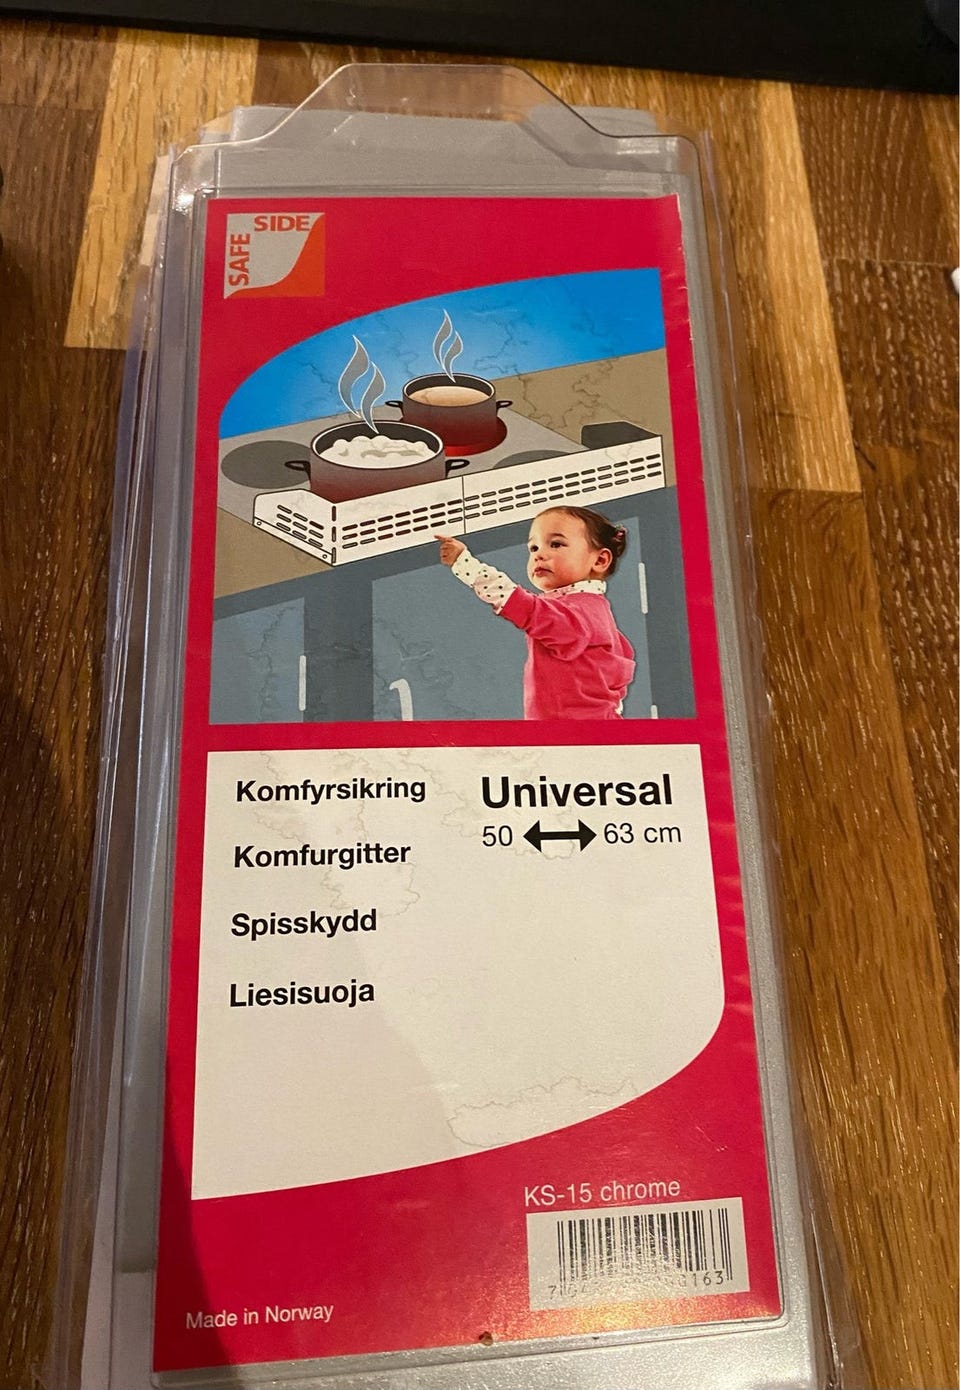 SAFE SIDE
Komfyrsikring
Universal
50 63 cm
Komfurgitter
Spisskydd
Liesisuoja
KS-15 chrome
Made in Norway